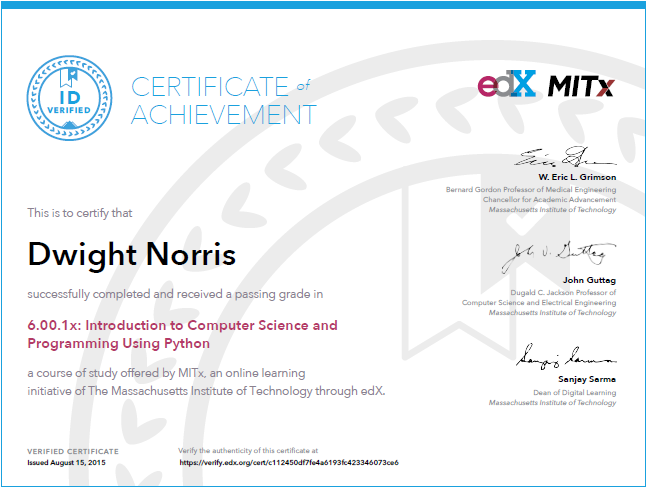 ID
VERIFIED
CERTIFICATE of
ACHIEVEMENT
edX MITx
This is to certify that
Dwight Norris
successfully completed and received a passing grade in
6.00.1x: Introduction to Computer Science and
Programming Using Python
a course of study offered by MITx, an online learning
initiative of The Massachusetts Institute of Technology through edX.
W. Eric L. Grimson
Bernard Gordon Professor of Medical Engineering
Chancellor for Academic Advancement
Massachusetts Institute of Technology
John V. Guttag
John Guttag
Dugald C. Jackson Professor of
Computer Science and Electrical Engineering
Massachusetts Institute of Technology
Sanjay Sarma
Sanjay Sarma
Dean of Digital Learning
Massachusetts Institute of Technology
VERIFIED CERTIFICATE
Issued August 15, 2015
Verify the authenticity of this certificate at
https://verify.edx.org/cert/c112450df7fe4a6193fc423346073ce6